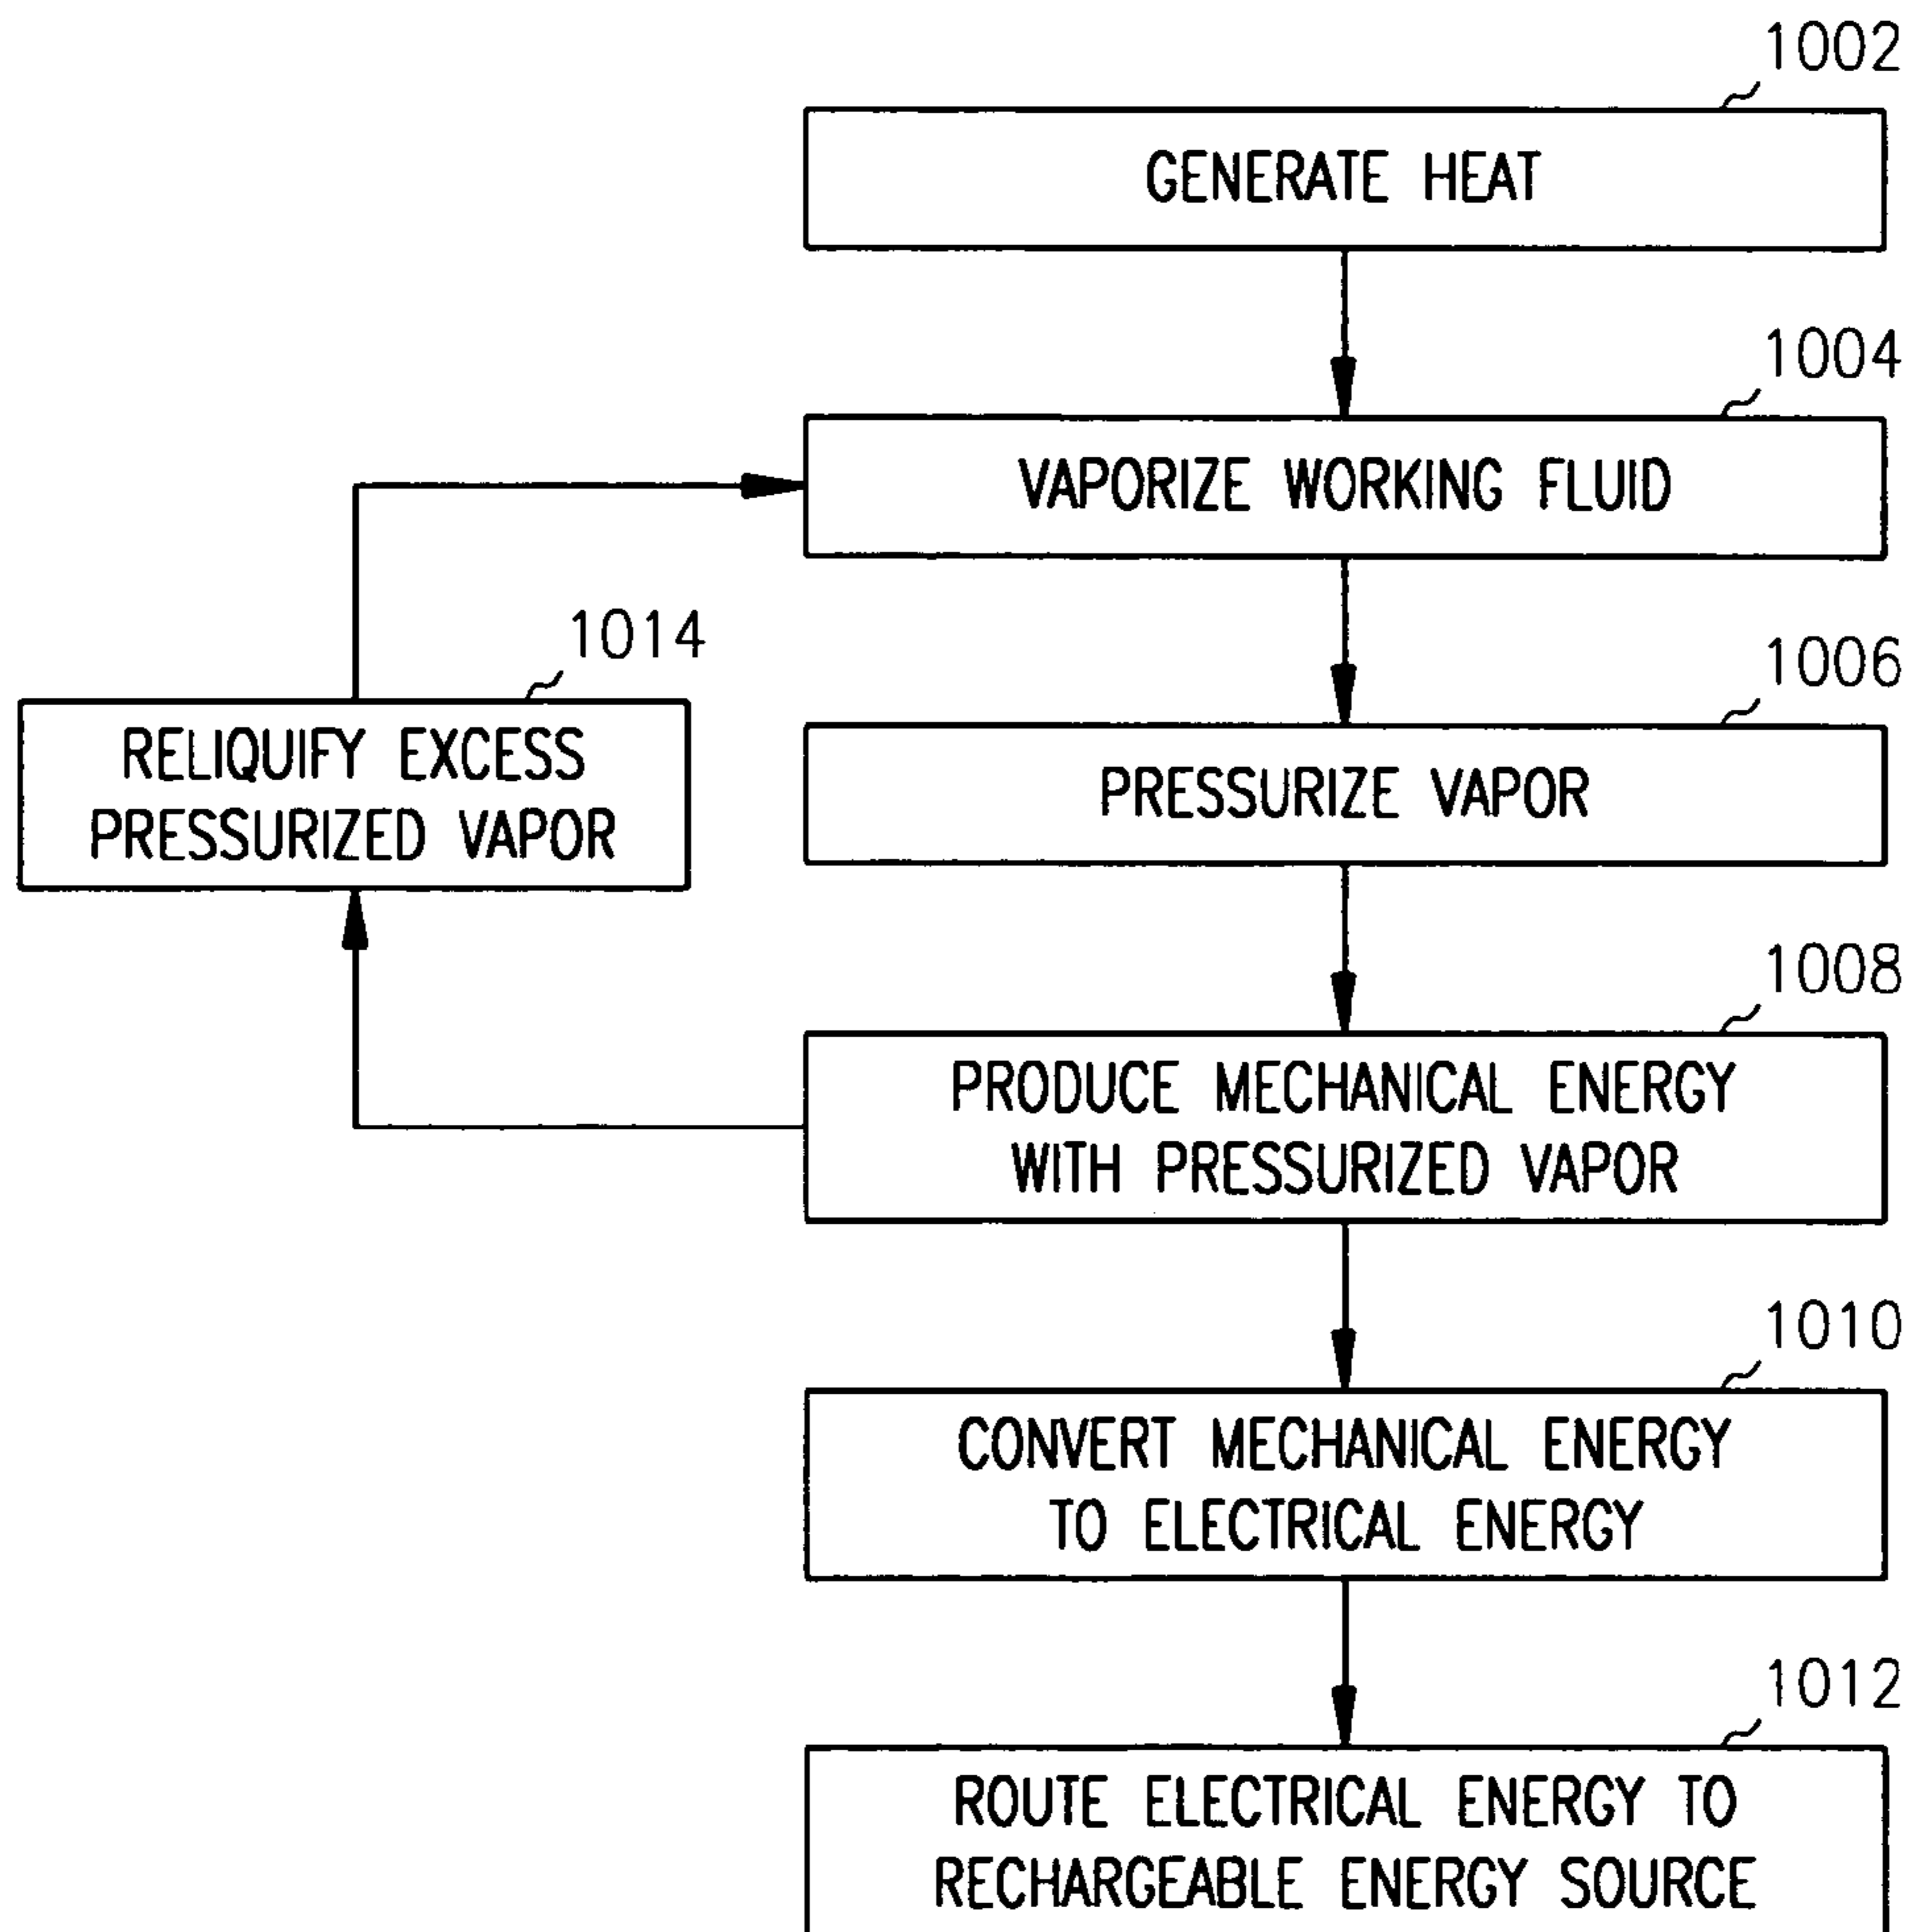 1002
GENERATE HEAT
1004
VAPORIZE WORKING FLUID
1014
RELIQUIFY EXCESS
PRESSURIZED VAPOR
1006
PRESSURIZE VAPOR
1008
PRODUCE MECHANICAL ENERGY
WITH PRESSURIZED VAPOR
1010
CONVERT MECHANICAL ENERGY
TO ELECTRICAL ENERGY
1012
ROUTE ELECTRICAL ENERGY TO
RECHARGEABLE ENERGY SOURCE